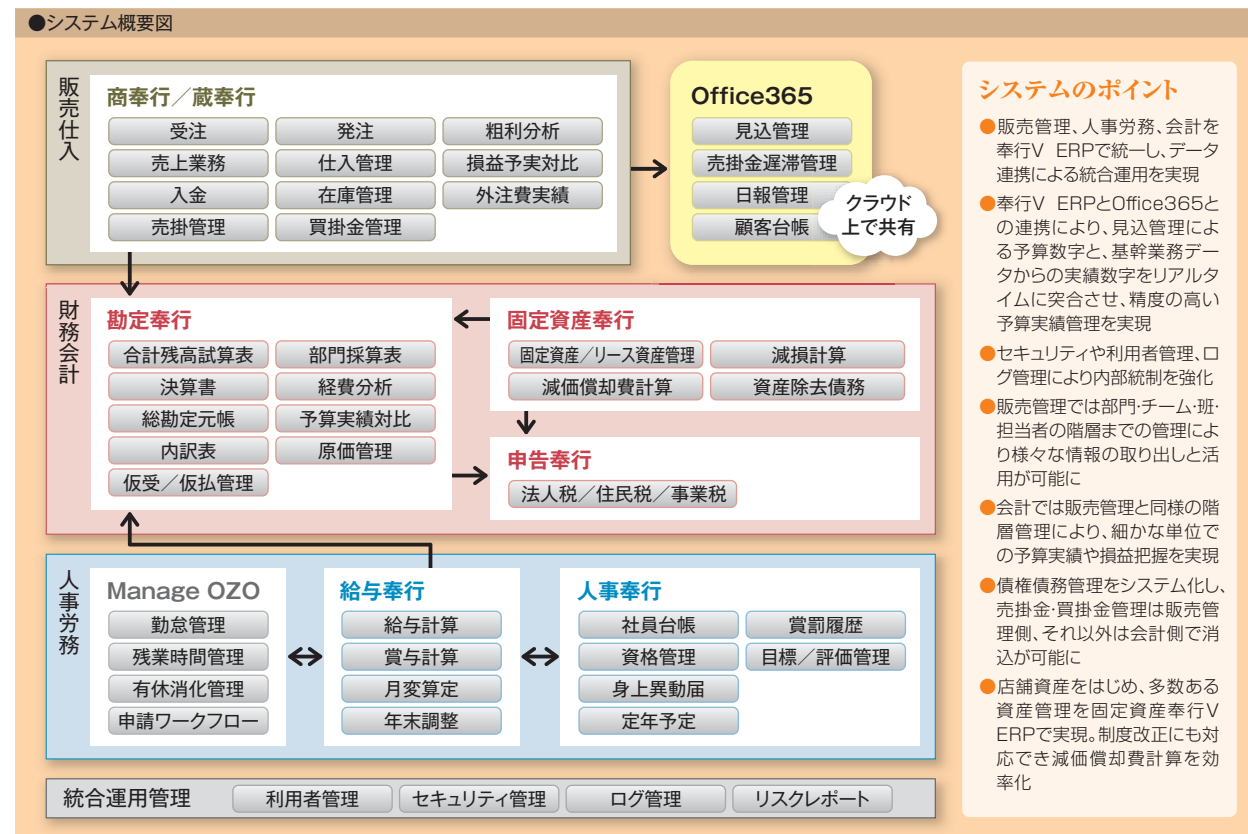 ●システム概要図
販売仕入
商奉行／蔵奉行
受注
発注
粗利分析
売上業務
仕入管理
損益予実対比
入金
在庫管理
外注費実績
売掛管理
買掛金管理
Office365
見込管理
売掛金遅滞管理
日報管理
顧客台帳
クラウド
上で共有
財務会計
勘定奉行
合計残高試算表
部門採算表
決算書
経費分析
総勘定元帳
予算実績対比
内訳表
原価管理
仮受／仮払管理
固定資産奉行
固定資産／リース資産管理
減損計算
減価償却費計算
資産除去債務
申告奉行
法人税／住民税／事業税
人事労務
Manage OZO
勤怠管理
残業時間管理
有休消化管理
申請ワークフロー
給与奉行
給与計算
賞与計算
月変算定
年末調整
人事奉行
社員台帳
賞罰履歴
資格管理
目標／評価管理
身上異動届
定年予定
統合運用管理
利用者管理
セキュリティ管理
ログ管理
リスクレポート
システムのポイント
●販売管理、人事労務、会計を
奉行V ERPで統一し、データ
連携による統合運用を実現
●奉行V ERPとOffice365と
の連携により、見込管理によ
る予算数字と、基幹業務デー
タからの実績数字をリアルタ
イムに突合させ、精度の高い
予算実績管理を実現
●セキュリティや利用者管理、ロ
グ管理により内部統制を強化
●販売管理では部門・チーム・班・
担当者の階層までの管理によ
り様々な情報の取り出しと活
用が可能に
●会計では販売管理と同様の階
層管理により、細かな単位で
の予算実績や損益把握を実現
●債権債務管理をシステム化し、
売掛金・買掛金管理は販売管
理側、それ以外は会計側で消
込が可能に
●店舗資産をはじめ、多数ある
資産管理を固定資産奉行V
ERPで実現。制度改正にも対
応でき減価償却費計算を効
率化